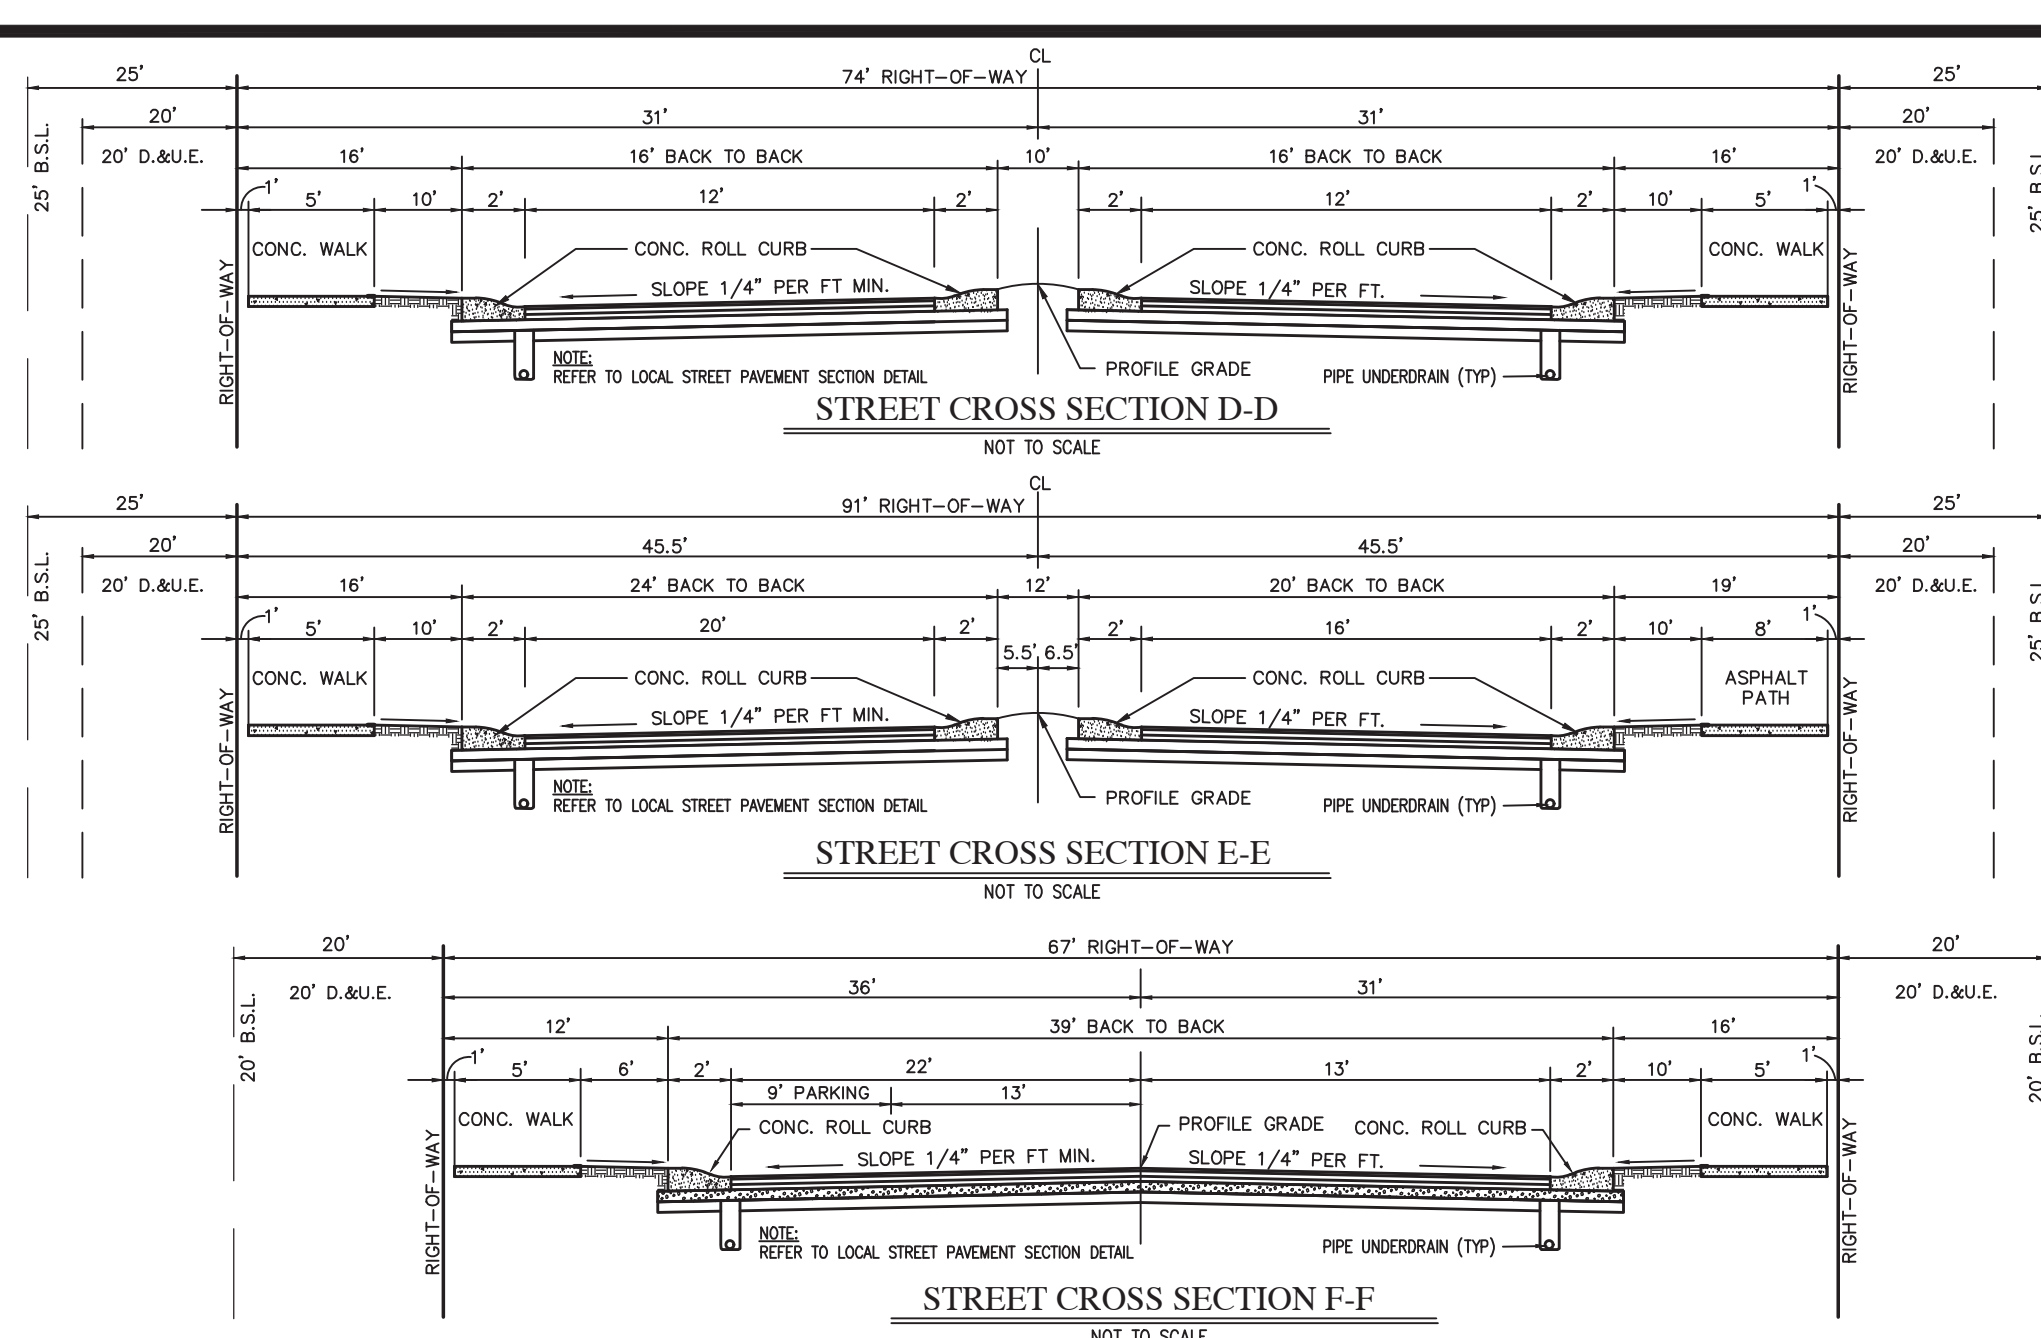 CL
25' 74' RIGHT-OF-WAY 25'
20' 31' 31' 20'
25' B.S.L. 20' D.&U.E. 16' 16' BACK TO BACK 10' 16' BACK TO BACK 16' 20' D.&U.E. 25' B.S.L.
1' 5' 10' 2' 12' 2' 2' 12' 2' 10' 5' 1'
CONC. WALK CONC. ROLL CURB CONC. ROLL CURB CONC. WALK
RIGHT-OF-WAY SLOPE 1/4" PER FT MIN. SLOPE 1/4" PER FT. RIGHT-OF-WAY
NOTE:
REFER TO LOCAL STREET PAVEMENT SECTION DETAIL PROFILE GRADE PIPE UNDERDRAIN (TYP)
STREET CROSS SECTION D-D
NOT TO SCALE
CL
25' 91' RIGHT-OF-WAY 25'
20' 45.5' 45.5' 20'
25' B.S.L. 20' D.&U.E. 16' 24' BACK TO BACK 12' 20' BACK TO BACK 19' 20' D.&U.E. 25' B.S.L.
1' 5' 10' 2' 20' 2' 2' 16' 2' 10' 8' 1'
5.5' 6.5'
CONC. WALK CONC. ROLL CURB CONC. ROLL CURB ASPHALT
PATH
RIGHT-OF-WAY SLOPE 1/4" PER FT MIN. SLOPE 1/4" PER FT. RIGHT-OF-WAY
NOTE:
REFER TO LOCAL STREET PAVEMENT SECTION DETAIL PROFILE GRADE PIPE UNDERDRAIN (TYP)
STREET CROSS SECTION E-E
NOT TO SCALE
20' 67' RIGHT-OF-WAY 20'
20' D.&U.E. 36' 31' 20' D.&U.E.
20' B.S.L. 12' 39' BACK TO BACK 16' 20' B.S.L.
1' 5' 6' 2' 22' 13' 2' 10' 5' 1'
9' PARKING 13'
CONC. WALK CONC. ROLL CURB PROFILE GRADE CONC. ROLL CURB CONC. WALK
RIGHT-OF-WAY SLOPE 1/4" PER FT MIN. SLOPE 1/4" PER FT. RIGHT-OF-WAY
NOTE:
REFER TO LOCAL STREET PAVEMENT SECTION DETAIL PIPE UNDERDRAIN (TYP)
STREET CROSS SECTION F-F
NOT TO SCALE